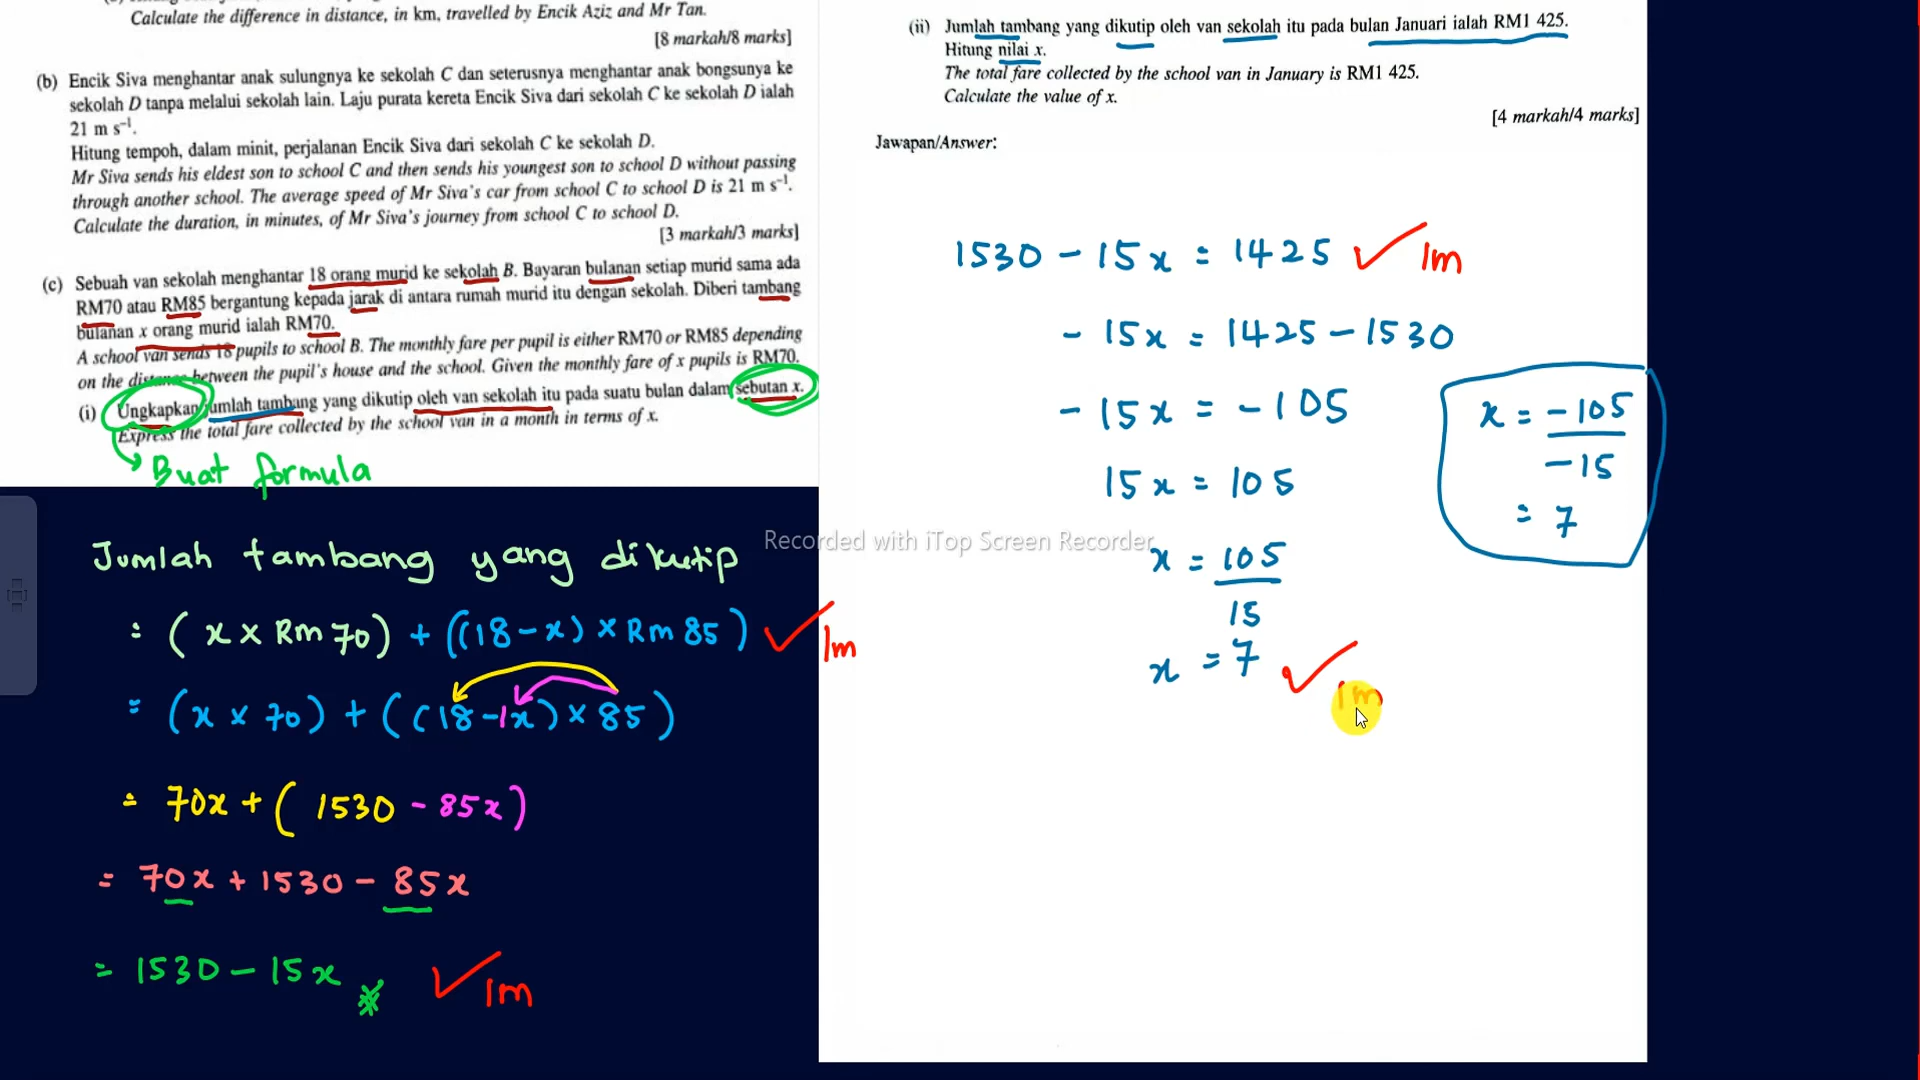 Calculate the difference in distance, in km, travelled by Encik Aziz and Mr Tan.
[8 markah/8 marks]
(b) Encik Siva menghantar anak sulungnya ke sekolah C dan seterusnya menghantar anak bongsunya ke
sekolah D tanpa melalui sekolah lain. Laju purata kereta Encik Siva dari sekolah C ke sekolah D ialah
21 m s⁻¹.
Hitung tempoh, dalam minit, perjalanan Encik Siva dari sekolah C ke sekolah D.
Mr Siva sends his eldest son to school C and then sends his youngest son to school D without passing
through another school. The average speed of Mr Siva's car from school C to school D is 21 m s⁻¹.
Calculate the duration, in minutes, of Mr Siva's journey from school C to school D.
[3 markah/3 marks]
(c) Sebuah van sekolah menghantar 18 orang murid ke sekolah B. Bayaran bulanan setiap murid sama ada
RM70 atau RM85 bergantung kepada jarak di antara rumah murid itu dengan sekolah. Diberi tambang
bulanan x orang murid ialah RM70.
A school van sends 18 pupils to school B. The monthly fare per pupil is either RM70 or RM85 depending
on the distance between the pupil's house and the school. Given the monthly fare of x pupils is RM70.
(i) Ungkapkan jumlah tambang yang dikutip oleh van sekolah itu pada suatu bulan dalam sebutan x.
Express the total fare collected by the school van in a month in terms of x.
Buat formula
Jumlah tambang yang dikutip
= (x × Rm 70) + ((18 - x) × Rm 85) ✓ 1m
= (x × 70) + ((18 - 1x) × 85)
= 70x + (1530 - 85x)
= 70x + 1530 - 85x
= 1530 - 15x ✓ 1m
(ii) Jumlah tambang yang dikutip oleh van sekolah itu pada bulan Januari ialah RM1 425.
Hitung nilai x.
The total fare collected by the school van in January is RM1 425.
Calculate the value of x.
[4 markah/4 marks]
Jawapan/Answer:
1530 - 15x = 1425 ✓ 1m
- 15x = 1425 - 1530
- 15x = -105
15x = 105
x = 105
15
x = 7 ✓
1m
x = -105
-15
= 7
Recorded with iTop Screen Recorder